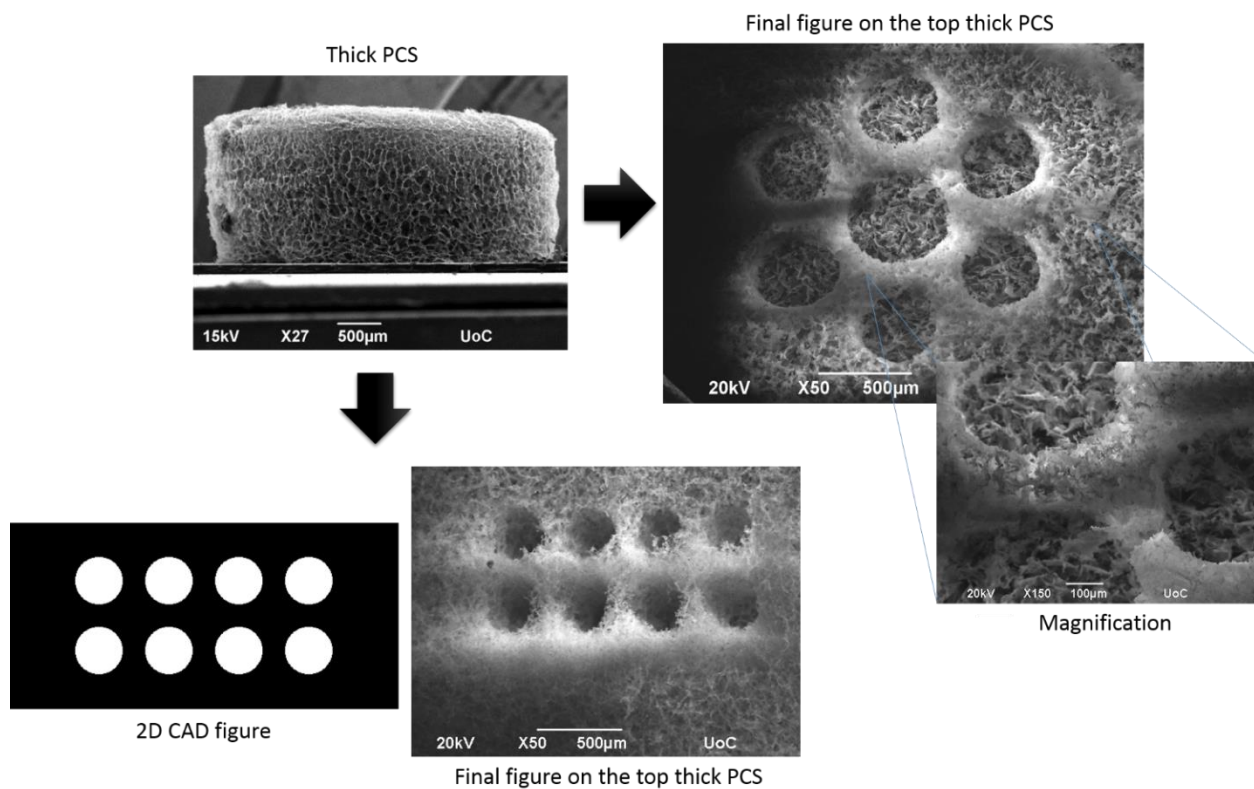 Final figure on the top thick PCS
Thick PCS
15kV X27 500µm UoC
20kV X50 500µm
20kV X150 100µm UoC
Magnification
2D CAD figure
20kV X50 500µm UoC
Final figure on the top thick PCS